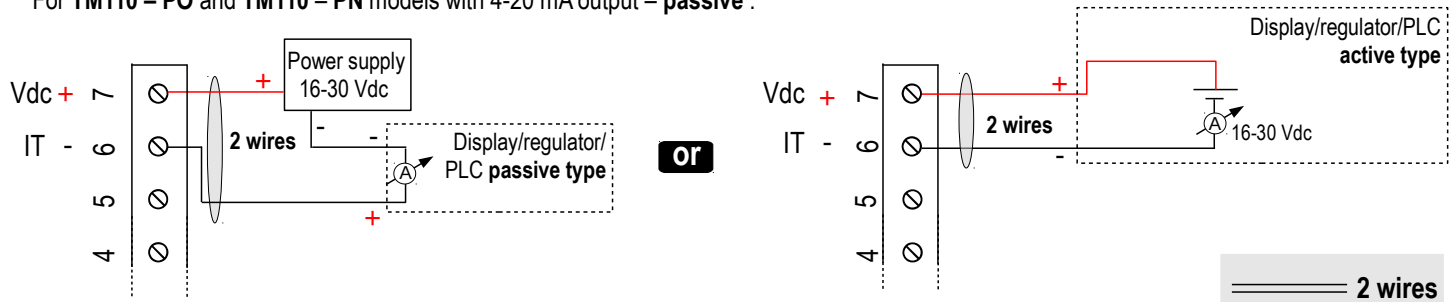 For TM110 – PO and TM110 – PN models with 4-20 mA output – passive :
Vdc + 7
IT - 6
5
4
+
Power supply
16-30 Vdc
-
-
2 wires
Display/regulator/
PLC passive type
A
+
or
Display/regulator/PLC
active type
Vdc + 7
IT - 6
5
4
+
2 wires
-
A
16-30 Vdc
2 wires